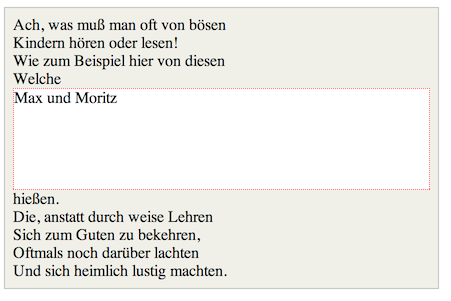 Ach, was muß man oft von bösen
Kindern hören oder lesen!
Wie zum Beispiel hier von diesen
Welche
Max und Moritz
hießen.
Die, anstatt durch weise Lehren
Sich zum Guten zu bekehren,
Oftmals noch darüber lachten
Und sich heimlich lustig machten.